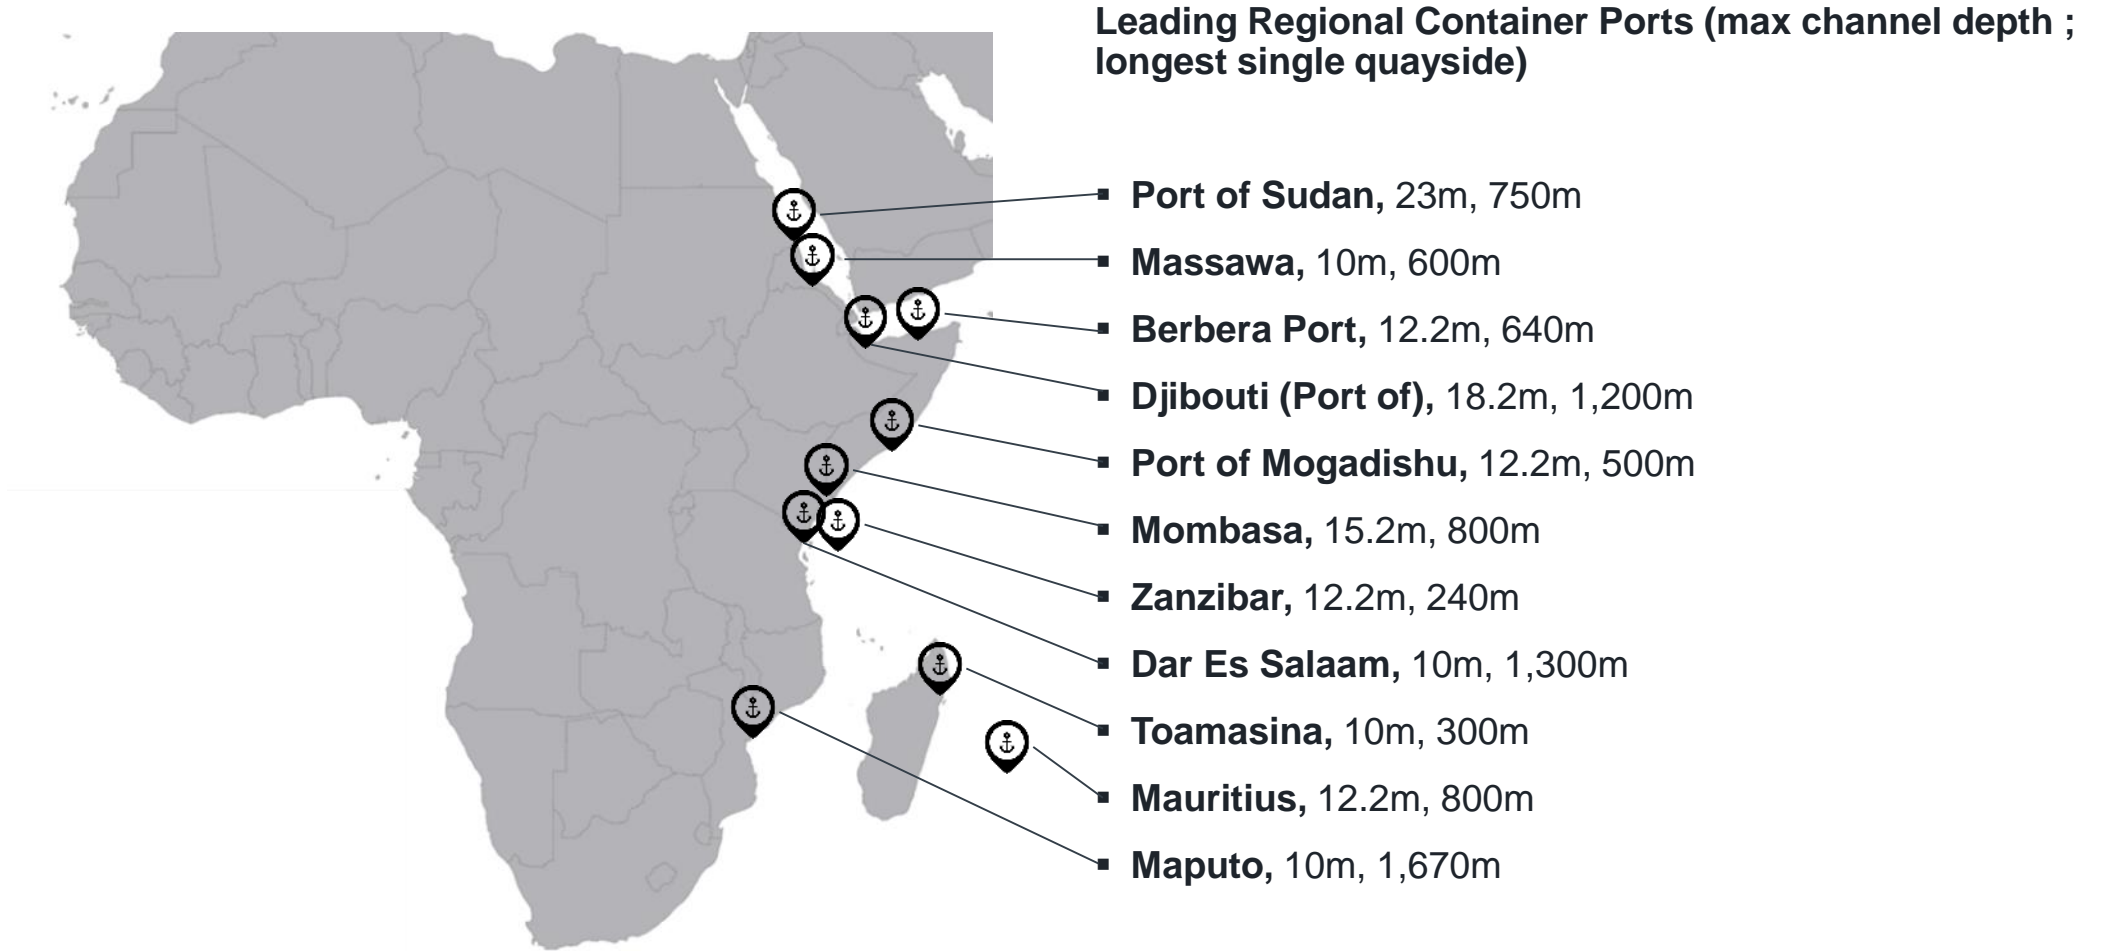 Leading Regional Container Ports (max channel depth ;
longest single quayside)
▪ Port of Sudan, 23m, 750m
▪ Massawa, 10m, 600m
▪ Berbera Port, 12.2m, 640m
▪ Djibouti (Port of), 18.2m, 1,200m
▪ Port of Mogadishu, 12.2m, 500m
▪ Mombasa, 15.2m, 800m
▪ Zanzibar, 12.2m, 240m
▪ Dar Es Salaam, 10m, 1,300m
▪ Toamasina, 10m, 300m
▪ Mauritius, 12.2m, 800m
▪ Maputo, 10m, 1,670m